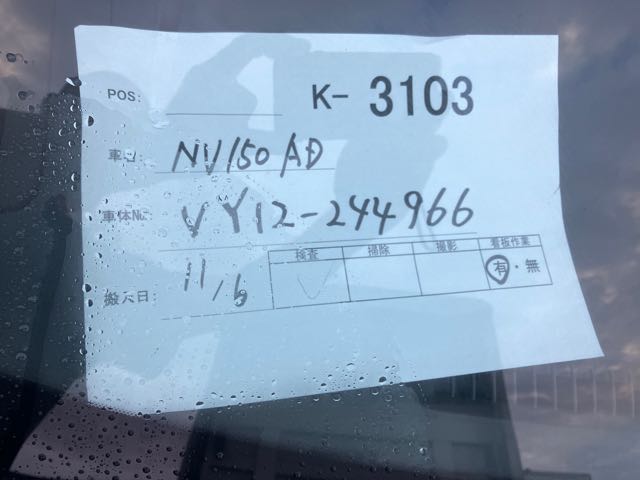 POS:
K- 3103
車名: NV150 AD
車体No. VY12-244966
搬入日: 11/6
検査 掃除 撮影 看板作業
有・無